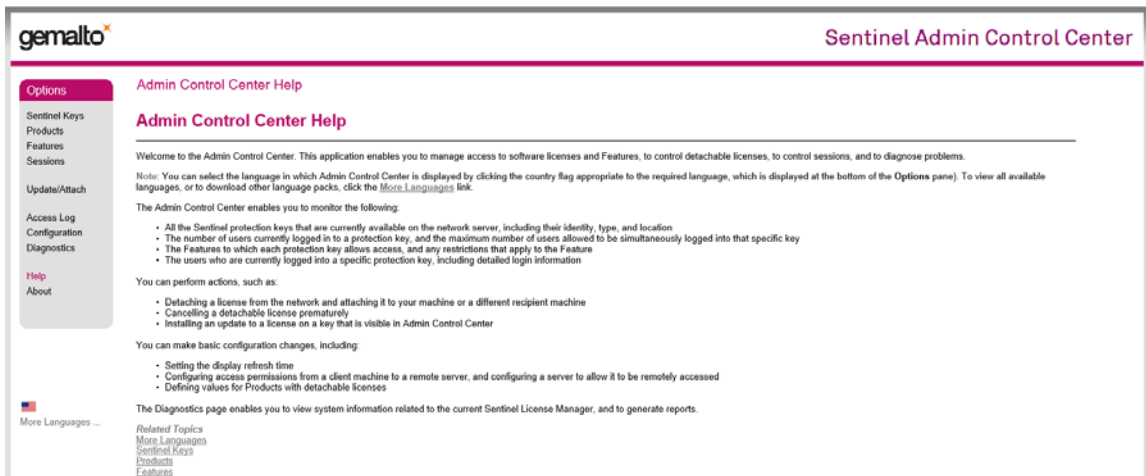 gemalto
Sentinel Admin Control Center
Options
Sentinel Keys
Products
Features
Sessions
Update/Attach
Access Log
Configuration
Diagnostics
Help
About
More Languages ...
Admin Control Center Help
Admin Control Center Help
Welcome to the Admin Control Center. This application enables you to manage access to software licenses and Features, to control detachable licenses, to control sessions, and to diagnose problems.
Note: You can select the language in which Admin Control Center is displayed by clicking the country flag appropriate to the required language, which is displayed at the bottom of the Options pane). To view all available
languages, or to download other language packs, click the More Languages link.
The Admin Control Center enables you to monitor the following:
• All the Sentinel protection keys that are currently available on the network server, including their identity, type, and location
• The number of users currently logged in to a protection key, and the maximum number of users allowed to be simultaneously logged into that specific key
• The Features to which each protection key allows access, and any restrictions that apply to the Feature
• The users who are currently logged into a specific protection key, including detailed login information
You can perform actions, such as:
• Detaching a license from the network and attaching it to your machine or a different recipient machine
• Cancelling a detachable license prematurely
• Installing an update to a license on a key that is visible in Admin Control Center
You can make basic configuration changes, including:
• Setting the display refresh time
• Configuring access permissions from a client machine to a remote server, and configuring a server to allow it to be remotely accessed
• Defining values for Products with detachable licenses
The Diagnostics page enables you to view system information related to the current Sentinel License Manager, and to generate reports.
Related Topics
More Languages
Sentinel Keys
Products
Features